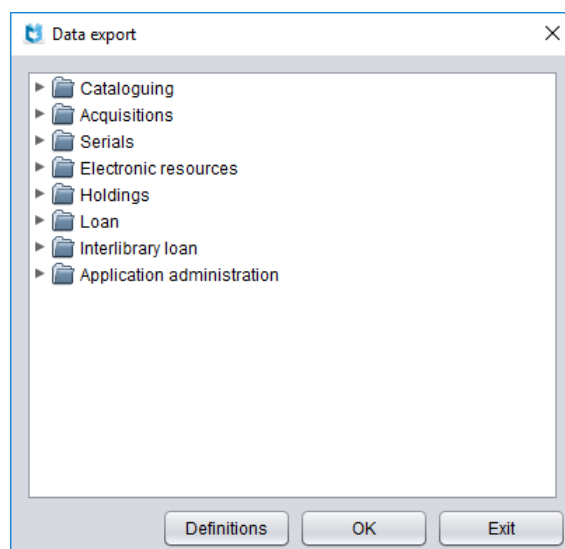 Data export
Cataloguing
Acquisitions
Serials
Electronic resources
Holdings
Loan
Interlibrary loan
Application administration
Definitions OK Exit